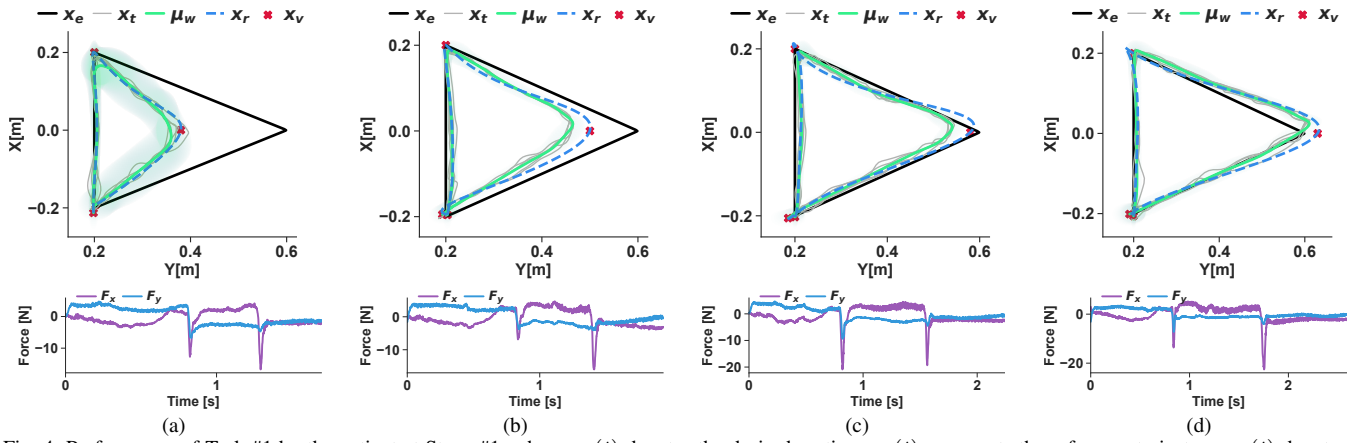 x_e x_t μ_w x_r x_v
X[m]
0.2
0.0
−0.2
0.2 0.4 0.6
Y[m]
F_x F_y
Force [N]
0
−10
0 1
Time [s]
(a)
x_e x_t μ_w x_r x_v
X[m]
0.2
0.0
−0.2
0.2 0.4 0.6
Y[m]
F_x F_y
Force [N]
0
−10
0 1
Time [s]
(b)
x_e x_t μ_w x_r x_v
X[m]
0.2
0.0
−0.2
0.2 0.4 0.6
Y[m]
F_x F_y
Force [N]
0
−10
−20
0 1 2
Time [s]
(c)
x_e x_t μ_w x_r x_v
X[m]
0.2
0.0
−0.2
0.2 0.4 0.6
Y[m]
F_x F_y
Force [N]
0
−20
0 1 2
Time [s]
(d)